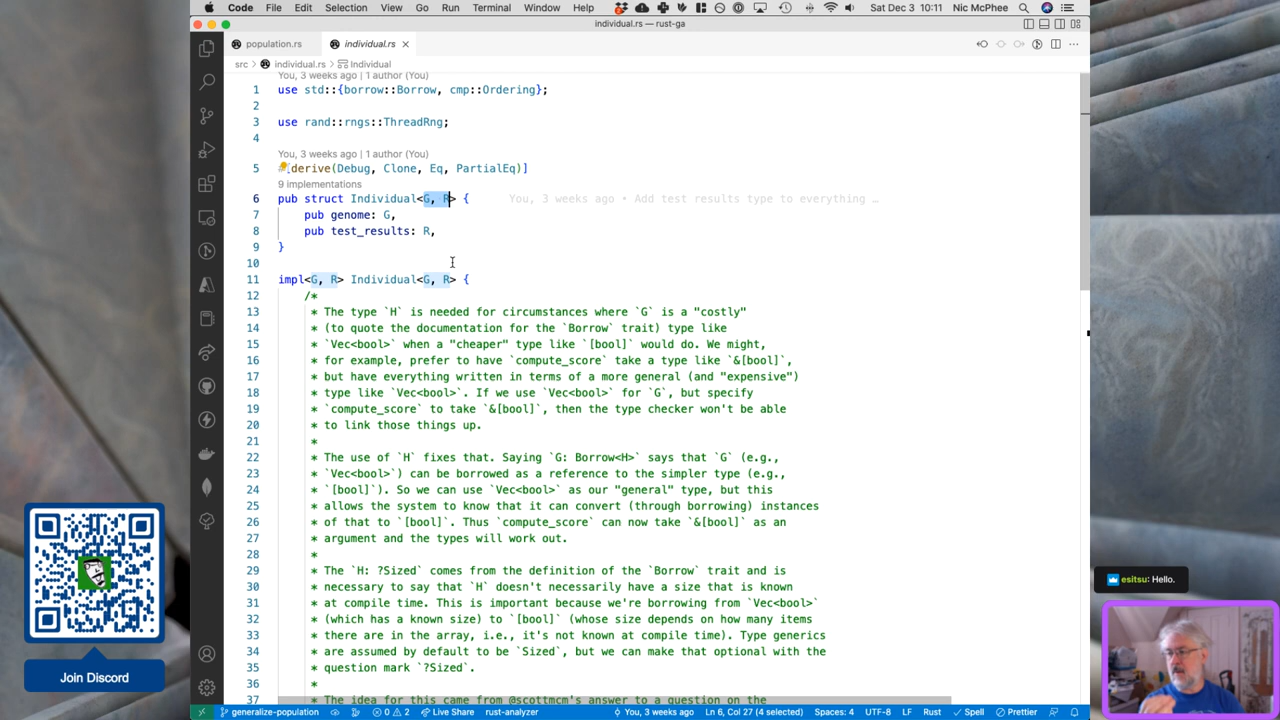 Code File Edit Selection View Go Run Terminal Window Help Sat Dec 3 10:11 Nic McPhee
individual.rs — rust-ga
population.rs individual.rs
src > individual.rs > Individual
You, 3 weeks ago | 1 author (You)
1 use std::{borrow::Borrow, cmp::Ordering};
2
3 use rand::rngs::ThreadRng;
4
You, 3 weeks ago | 1 author (You)
5 [derive(Debug, Clone, Eq, PartialEq)]
9 implementations
6 pub struct Individual<G, R> { You, 3 weeks ago • Add test results type to everything …
7 pub genome: G,
8 pub test_results: R,
9 }
10
11 impl<G, R> Individual<G, R> {
12 /*
13 * The type `H` is needed for circumstances where `G` is a "costly"
14 * (to quote the documentation for the `Borrow` trait) type like
15 * `Vec<bool>` when a "cheaper" type like `[bool]` would do. We might,
16 * for example, prefer to have `compute_score` take a type like `&[bool]`,
17 * but have everything written in terms of a more general (and "expensive")
18 * type like `Vec<bool>`. If we use `Vec<bool>` for `G`, but specify
19 * `compute_score` to take `&[bool]`, then the type checker won't be able
20 * to link those things up.
21 *
22 * The use of `H` fixes that. Saying `G: Borrow<H>` says that `G` (e.g.,
23 * `Vec<bool>`) can be borrowed as a reference to the simpler type (e.g.,
24 * `[bool]`). So we can use `Vec<bool>` as our "general" type, but this
25 * allows the system to know that it can convert (through borrowing) instances
26 * of that to `[bool]`. Thus `compute_score` can now take `&[bool]` as an
27 * argument and the types will work out.
28 *
29 * The `H: ?Sized` comes from the definition of the `Borrow` trait and is
30 * necessary to say that `H` doesn't necessarily have a size that is known
31 * at compile time. This is important because we're borrowing from `Vec<bool>`
32 * (which has a known size) to `[bool]` (whose size depends on how many items
33 * there are in the array, i.e., it's not known at compile time). Type generics
34 * are assumed by default to be `Sized`, but we can make that optional with the
35 * question mark `?Sized`.
36 *
37 * The idea for this came from @scottmcm's answer to a question on the
generalize-population 0 2 Live Share rust-analyzer You, 3 weeks ago Ln 6, Col 27 (4 selected) Spaces: 4 UTF-8 LF Rust Spell Prettier
Join Discord
esitsu: Hello.